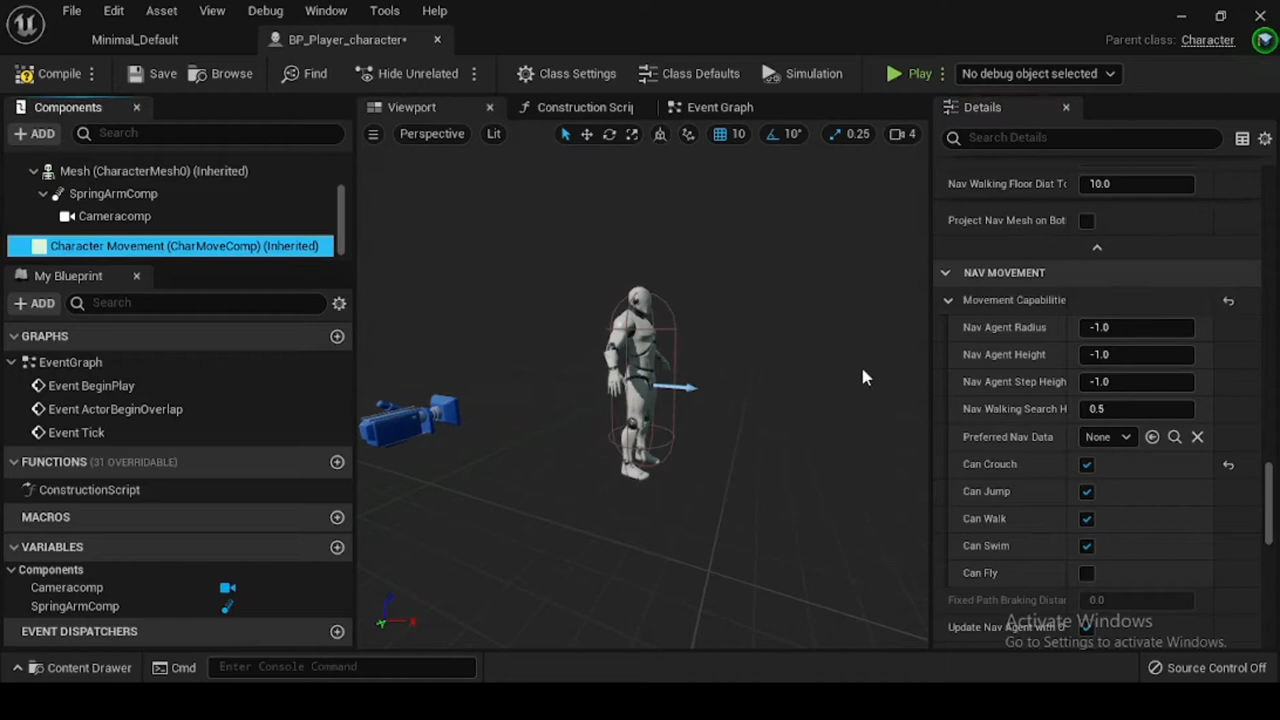 File Edit Asset View Debug Window Tools Help
Minimal_Default
BP_Player_character*
Parent class: Character
Compile
Save
Browse
Find
Hide Unrelated
Class Settings
Class Defaults
Simulation
Play
No debug object selected
Components
ADD
Search
Mesh (CharacterMesh0) (Inherited)
SpringArmComp
Cameracomp
Character Movement (CharMoveComp) (Inherited)
My Blueprint
ADD
Search
GRAPHS
EventGraph
Event BeginPlay
Event ActorBeginOverlap
Event Tick
FUNCTIONS (31 OVERRIDABLE)
ConstructionScript
MACROS
VARIABLES
Components
Cameracomp
SpringArmComp
EVENT DISPATCHERS
Viewport
Construction Scrip
Event Graph
Perspective
Lit
10
10°
0.25
4
Z
Y
X
Details
Search Details
Nav Walking Floor Dist To 10.0
Project Nav Mesh on Bot
NAV MOVEMENT
Movement Capabilitie
Nav Agent Radius -1.0
Nav Agent Height -1.0
Nav Agent Step Heigh -1.0
Nav Walking Search H 0.5
Preferred Nav Data None
Can Crouch
Can Jump
Can Walk
Can Swim
Can Fly
Fixed Path Braking Distar 0.0
Update Nav Agent with
Activate Windows
Go to Settings to activate Windows.
Content Drawer
Cmd
Enter Console Command
Source Control Off